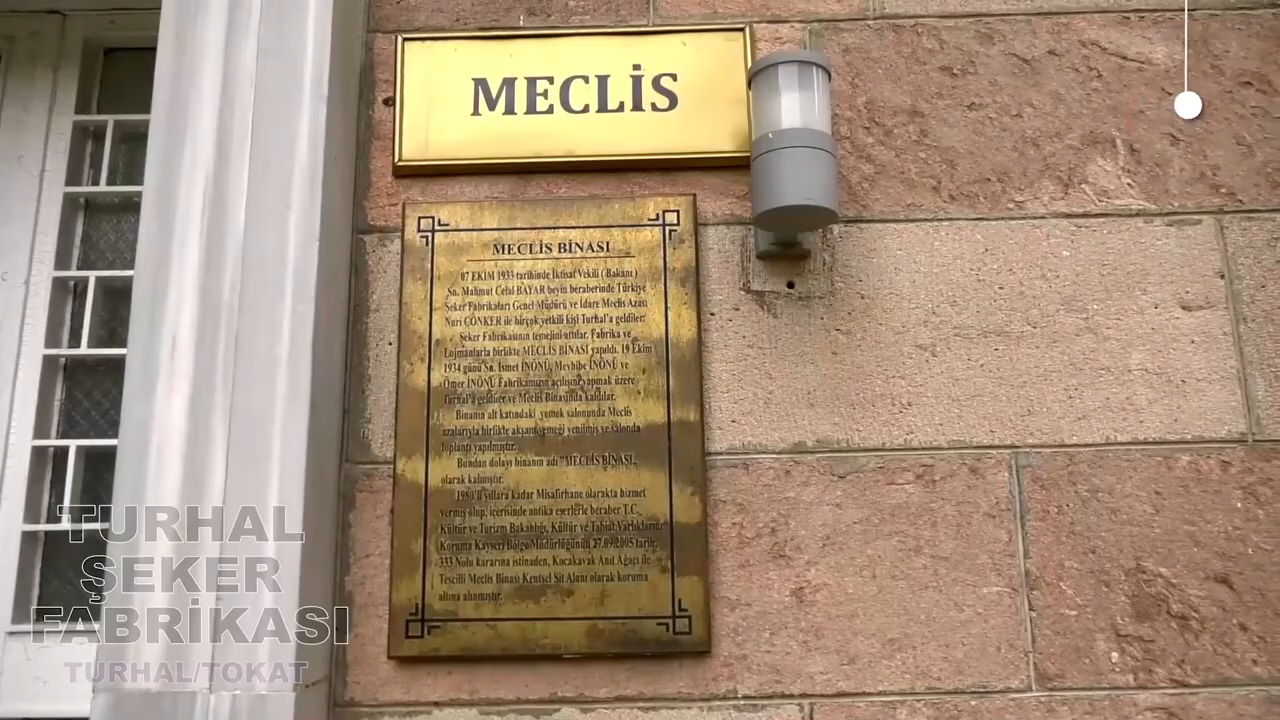 MECLİS
MECLİS BİNASI
07 EKİM 1933 tarihinde İktisat Vekili (Bakanı)
Sn. Mahmut Celal BAYAR beyin beraberinde Türkiye
Şeker Fabrikaları Genel Müdürü ve İdare Meclis Azası
Nuri CONKER ile birçok yetkili kişi Turhal'a geldiler.
Şeker Fabrikasının temelini attılar. Fabrika ve
Lojmanlarla birlikte MECLİS BİNASI yapıldı. 19 Ekim
1934 günü Sn. İsmet İNÖNÜ, Mevhibe İNÖNÜ ve
Ömer İNÖNÜ Fabrikamızın açılışını yapmak üzere
Turhal'a geldiler ve Meclis Binasında kaldılar.
Binanın alt katındaki yemek salonunda Meclis
azalarıyla birlikte akşam yemeği yenilmiş ve salonda
toplantı yapılmıştır.
Bundan dolayı binanın adı "MECLİS BİNASI"
olarak kalmıştır.
1980'li yıllara kadar Misafirhane olarakta hizmet
vermiş olup, içerisinde antika eserlerle beraber T.C.
Kültür ve Turizm Bakanlığı, Kültür ve Tabiat Varlıklarını
Koruma Kayseri Bölge Müdürlüğünün 27.09.2005 tarih,
333 Nolu kararına istinaden, Kocakavak Anıt Ağaçı ile
Tescilli Meclis Binası Kentsel Sit Alanı olarak koruma
altına alınmıştır.
TURHAL
ŞEKER
FABRİKASI
TURHAL/TOKAT